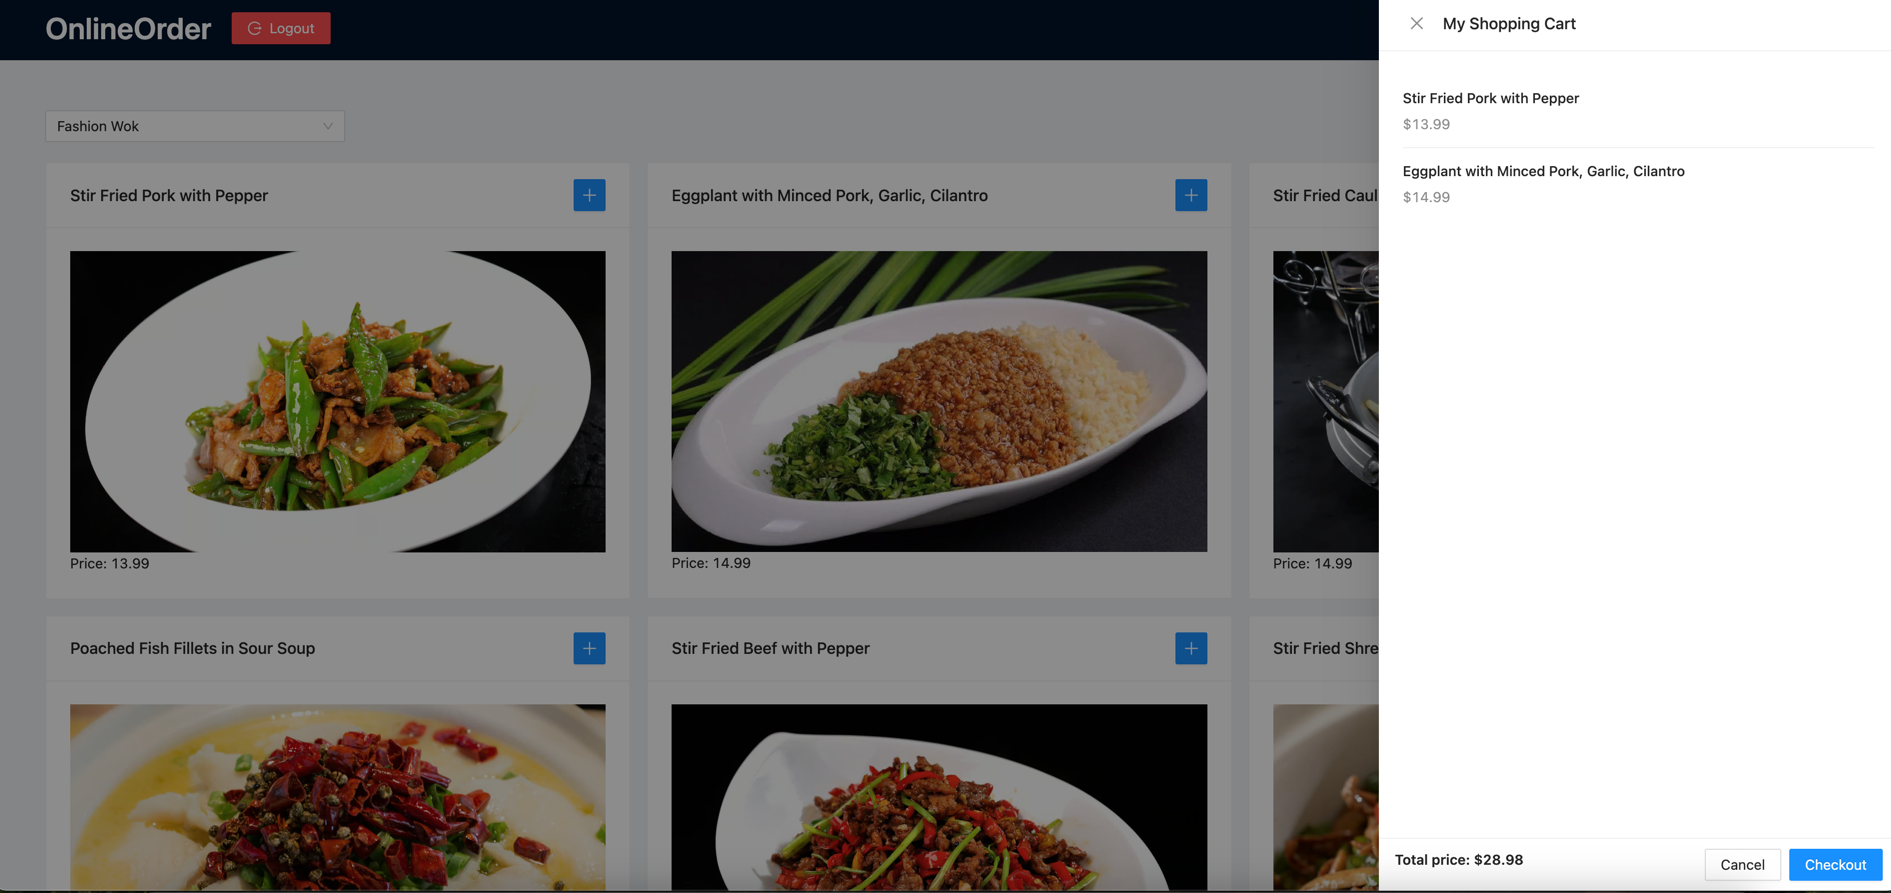 OnlineOrder
Logout
Fashion Wok
Stir Fried Pork with Pepper
Eggplant with Minced Pork, Garlic, Cilantro
Stir Fried
Price: 13.99
Price: 14.99
Price: 14.99
Poached Fish Fillets in Sour Soup
Stir Fried Beef with Pepper
Stir Fried
My Shopping Cart
Stir Fried Pork with Pepper
$13.99
Eggplant with Minced Pork, Garlic, Cilantro
$14.99
Total price: $28.98
Cancel
Checkout